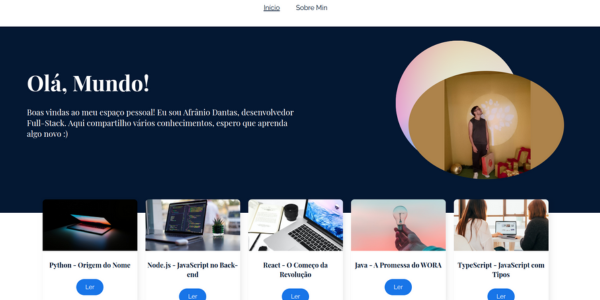 Início Sobre Min
Olá, Mundo!
Boas vindas ao meu espaço pessoal! Eu sou Afrânio Dantas, desenvolvedor
Full-Stack. Aqui compartilho vários conhecimentos, espero que aprenda
algo novo :)
Python - Origem do Nome
Ler
Node.js - JavaScript no Back-
end
Ler
React - O Começo da
Revolução
Ler
Java - A Promessa do WORA
Ler
TypeScript - JavaScript com
Tipos
Ler